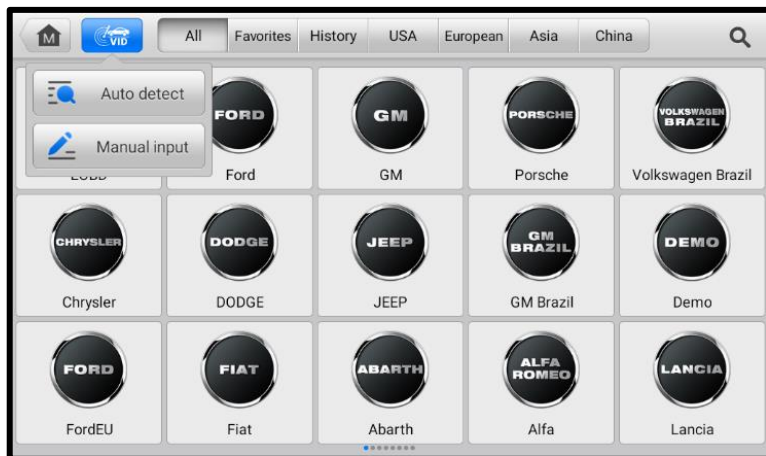 M
VID
All
Favorites
History
USA
European
Asia
China
Auto detect
Manual input
FORD
GM
PORSCHE
VOLKSWAGEN
BRAZIL
EOBD
Ford
GM
Porsche
Volkswagen Brazil
CHRYSLER
DODGE
JEEP
GM
BRAZIL
DEMO
Chrysler
DODGE
JEEP
GM Brazil
Demo
FORD
FIAT
ABARTH
ALFA
ROMEO
LANCIA
FordEU
Fiat
Abarth
Alfa
Lancia